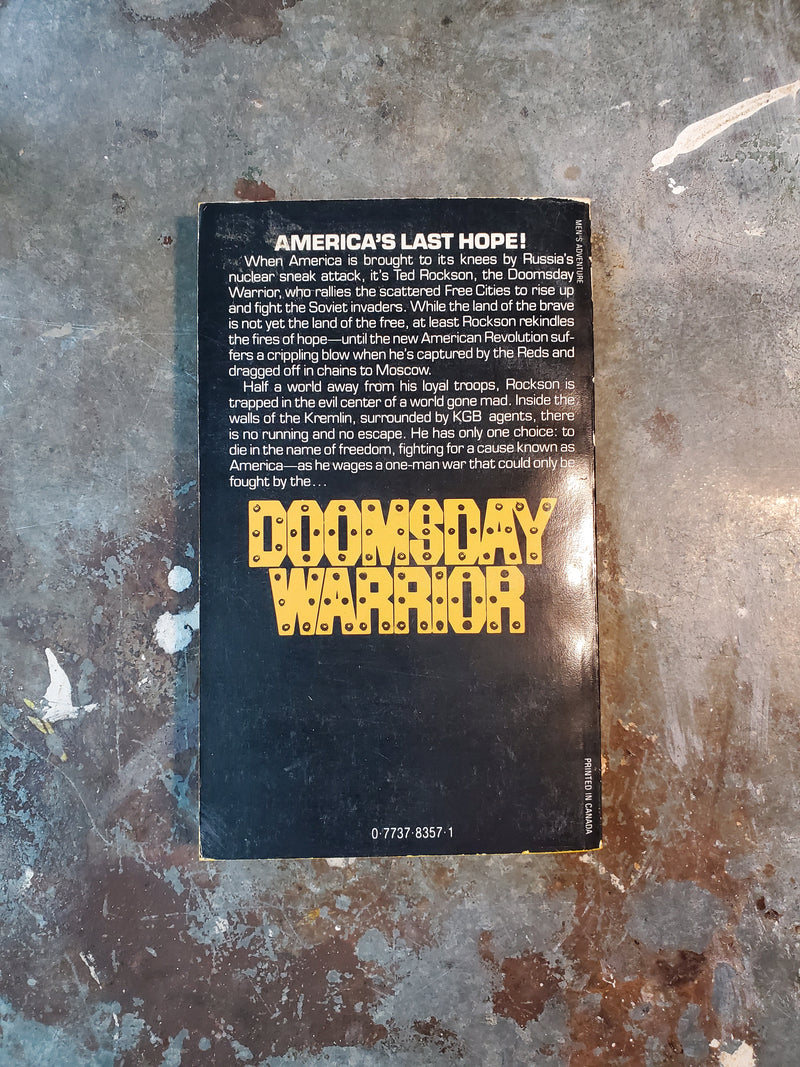 MEN'S ADVENTURE
AMERICA'S LAST HOPE!
When America is brought to its knees by Russia's
nuclear sneak attack, it's Ted Rockson, the Doomsday
Warrior, who rallies the scattered Free Cities to rise up
and fight the Soviet invaders. While the land of the brave
is not yet the land of the free, at least Rockson rekindles
the fires of hope—until the new American Revolution suf-
fers a crippling blow when he's captured by the Reds and
dragged off in chains to Moscow.
Half a world away from his loyal troops, Rockson is
trapped in the evil center of a world gone mad. Inside the
walls of the Kremlin, surrounded by KGB agents, there
is no running and no escape. He has only one choice: to
die in the name of freedom, fighting for a cause known as
America—as he wages a one-man war that could only be
fought by the...
DOOMSDAY
WARRIOR
PRINTED IN CANADA
0·7737·8357·1